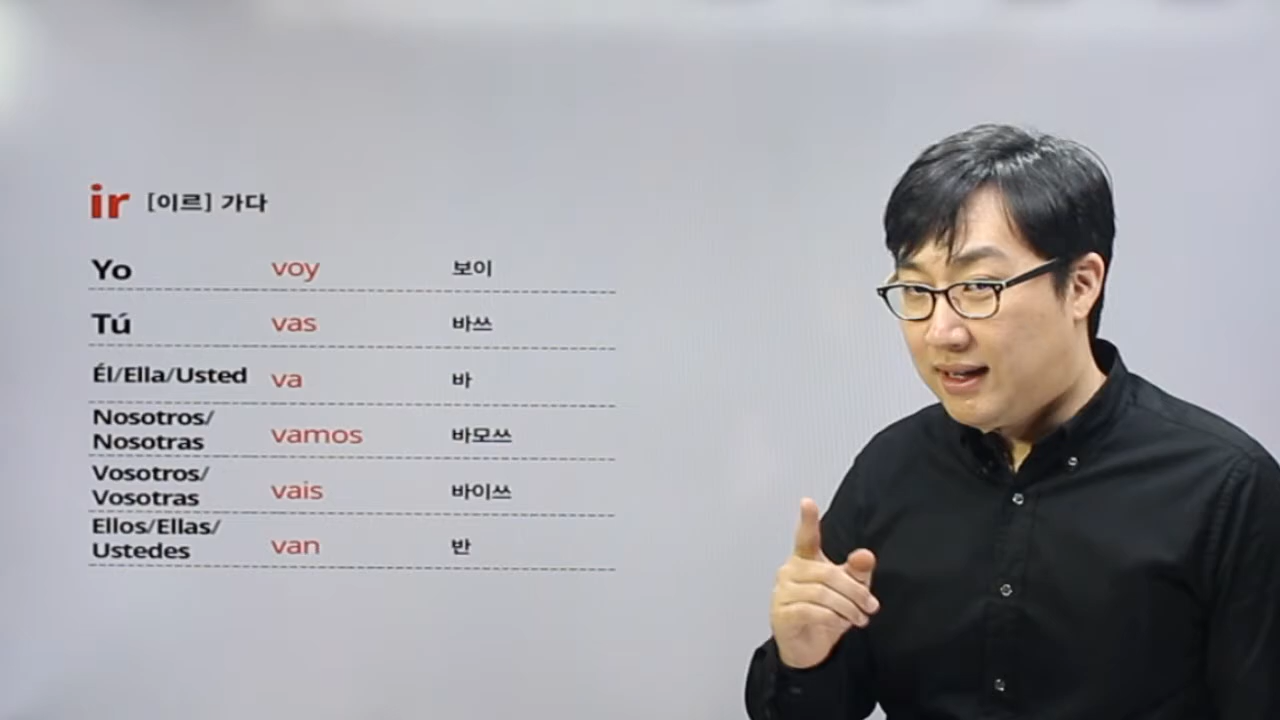 ir [이르] 가다
Yo voy 보이
Tú vas 바쓰
Él/Ella/Usted va 바
Nosotros/
Nosotras vamos 바모쓰
Vosotros/
Vosotras vais 바이쓰
Ellos/Ellas/
Ustedes van 반